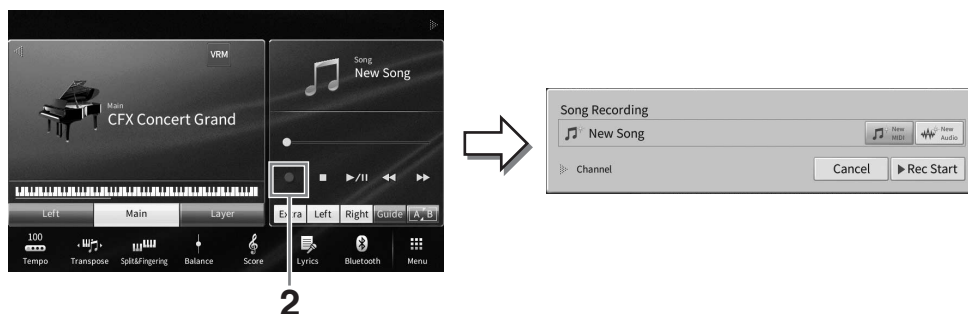 VRM
Main
CFX Concert Grand
Song
New Song
Left Main Layer
Extra Left Right Guide A B
100
Tempo Transpose Split&Fingering Balance Score Lyrics Bluetooth Menu
2
Song Recording
New Song
New MIDI
New Audio
Channel
Cancel
Rec Start